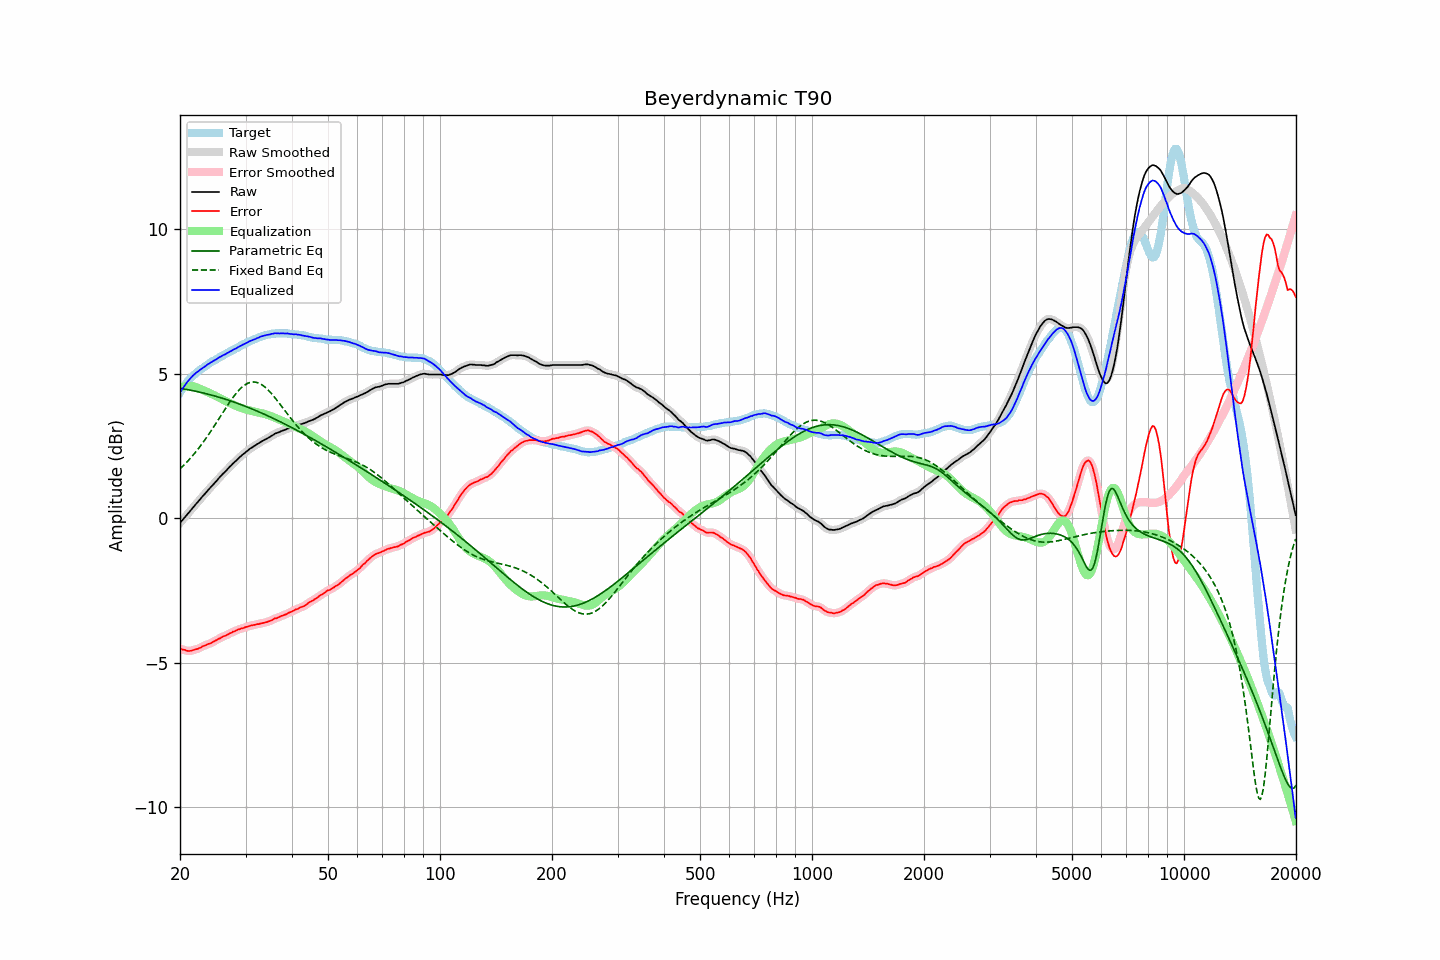 Beyerdynamic T90
Target
Raw Smoothed
Error Smoothed
Raw
Error
Equalization
Parametric Eq
Fixed Band Eq
Equalized
Amplitude (dBr)
10
5
0
−5
−10
20 50 100 200 500 1000 2000 5000 10000 20000
Frequency (Hz)